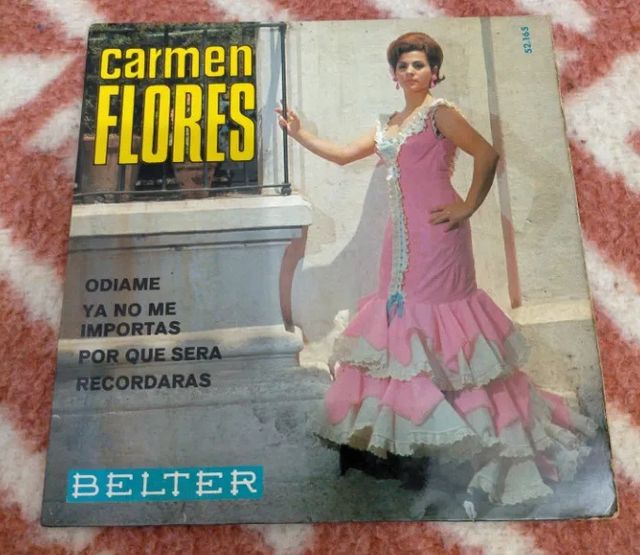 carmen
FLORES
52.165
ODIAME
YA NO ME
IMPORTAS
POR QUE SERA
RECORDARAS
BELTER